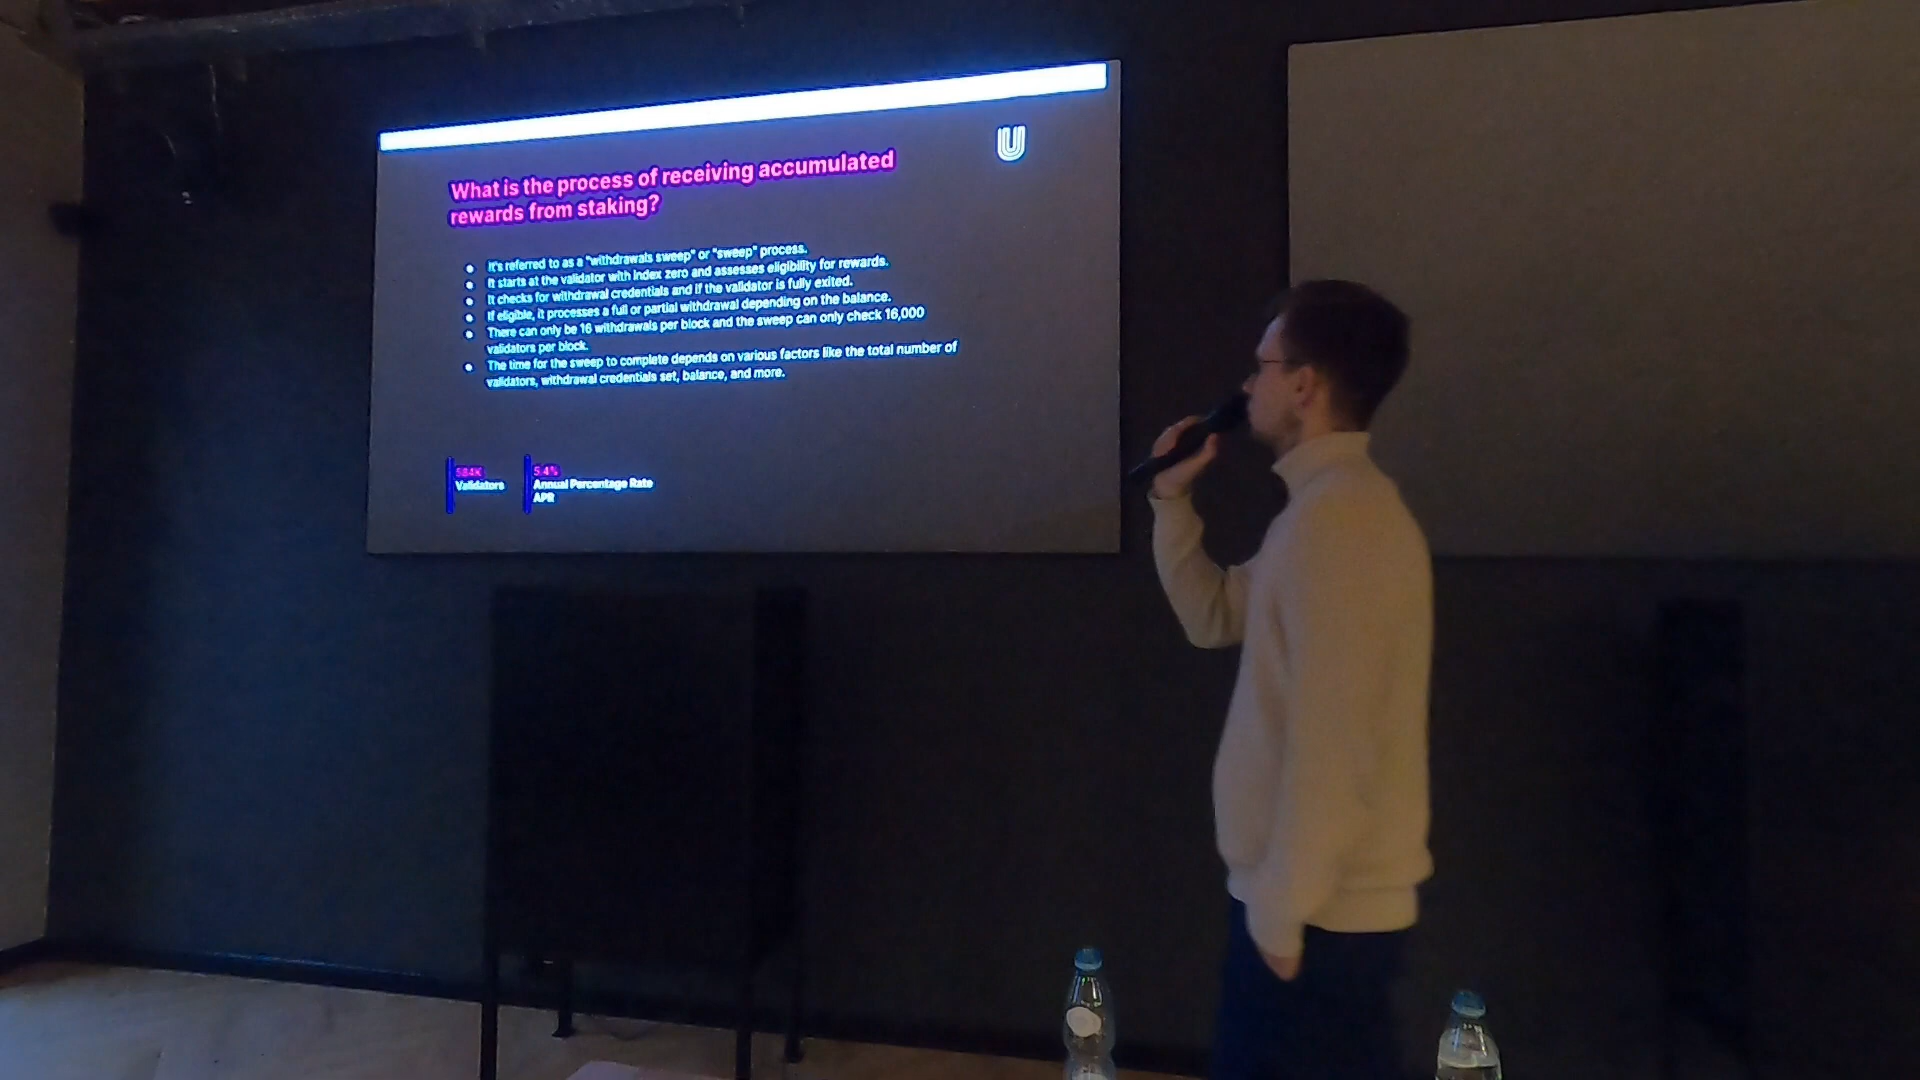 U
What is the process of receiving accumulated
rewards from staking?
● It's referred to as a "withdrawals sweep" or "sweep" process.
● It starts at the validator with index zero and assesses eligibility for rewards.
● It checks for withdrawal credentials and if the validator is fully exited.
● If eligible, it processes a full or partial withdrawal depending on the balance.
● There can only be 16 withdrawals per block and the sweep can only check 16,000
validators per block.
● The time for the sweep to complete depends on various factors like the total number of
validators, withdrawal credentials set, balance, and more.
584K
Validators
5.4%
Annual Percentage Rate
APR